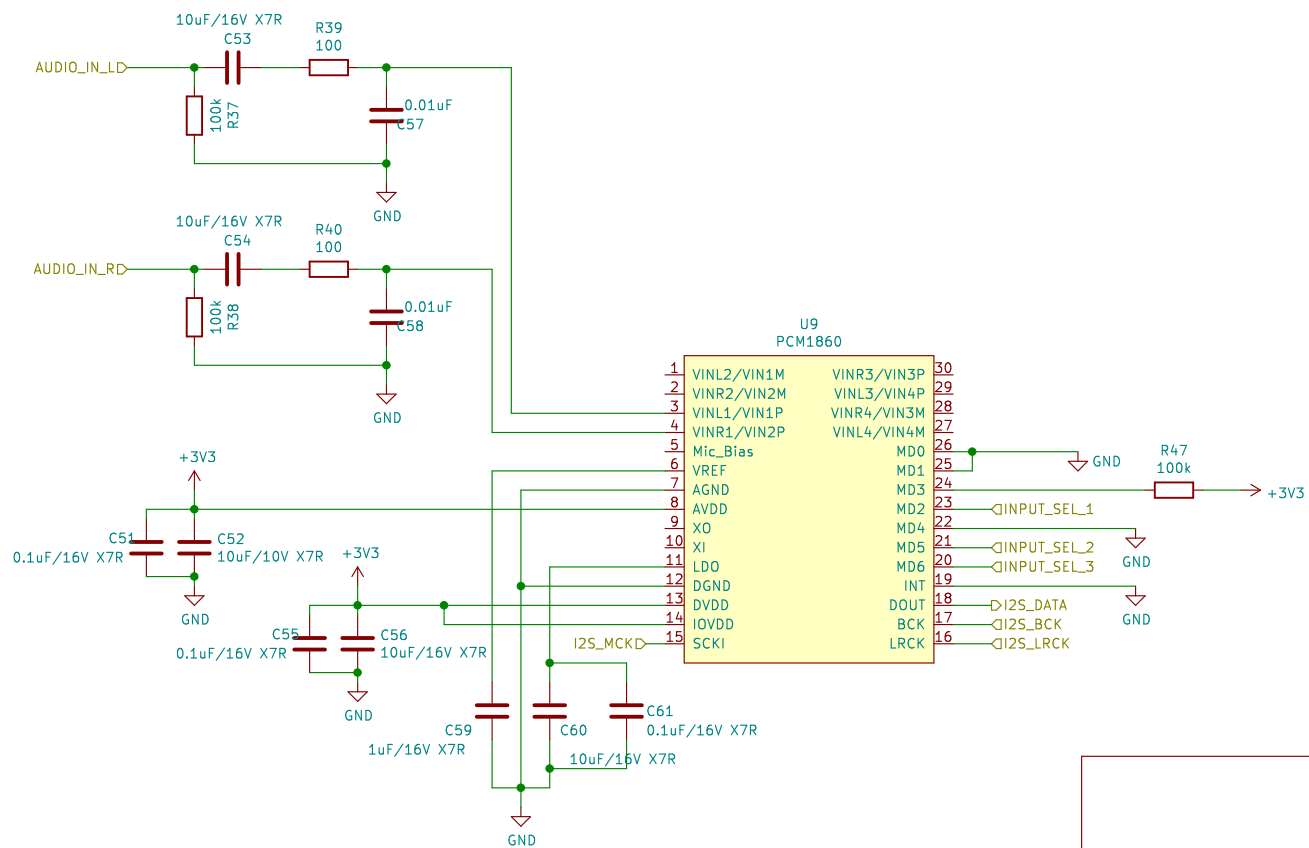 10uF/16V X7R
C53
R39
100
AUDIO_IN_L
100k
R37
0.01uF
C57
GND
10uF/16V X7R
C54
R40
100
AUDIO_IN_R
100k
R38
0.01uF
C58
GND
U9
PCM1860
1 VINL2/VIN1M VINR3/VIN3P 30
2 VINR2/VIN2M VINL3/VIN4P 29
3 VINL1/VIN1P VINR4/VIN3M 28
4 VINR1/VIN2P VINL4/VIN4M 27
5 Mic_Bias MD0 26
6 VREF MD1 25
7 AGND MD3 24
8 AVDD MD2 23
9 XO MD4 22
10 XI MD5 21
11 LDO MD6 20
12 DGND INT 19
13 DVDD DOUT 18
14 IOVDD BCK 17
15 SCKI LRCK 16
GND
R47
100k
+3V3
INPUT_SEL_1
GND
INPUT_SEL_2
INPUT_SEL_3
GND
I2S_DATA
I2S_BCK
I2S_LRCK
I2S_MCK
+3V3
C51
0.1uF/16V X7R
C52
10uF/10V X7R
GND
+3V3
C55
0.1uF/16V X7R
C56
10uF/16V X7R
GND
C59
1uF/16V X7R
C60
10uF/16V X7R
C61
0.1uF/16V X7R
GND